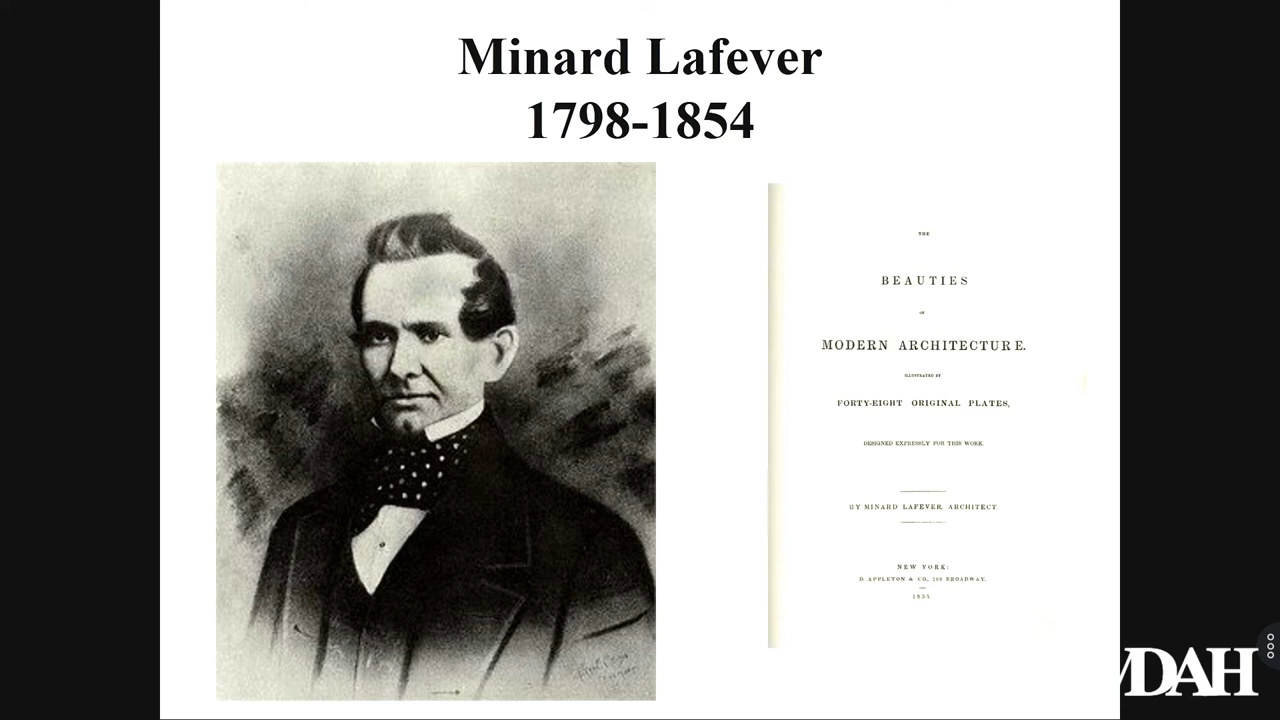 Minard Lafever
1798-1854
THE
BEAUTIES
OF
MODERN ARCHITECTURE.
ILLUSTRATED BY
FORTY-EIGHT ORIGINAL PLATES,
DESIGNED EXPRESSLY FOR THIS WORK.
BY MINARD LAFEVER, ARCHITECT
NEW YORK:
D. APPLETON & CO., 200 BROADWAY.
DAH